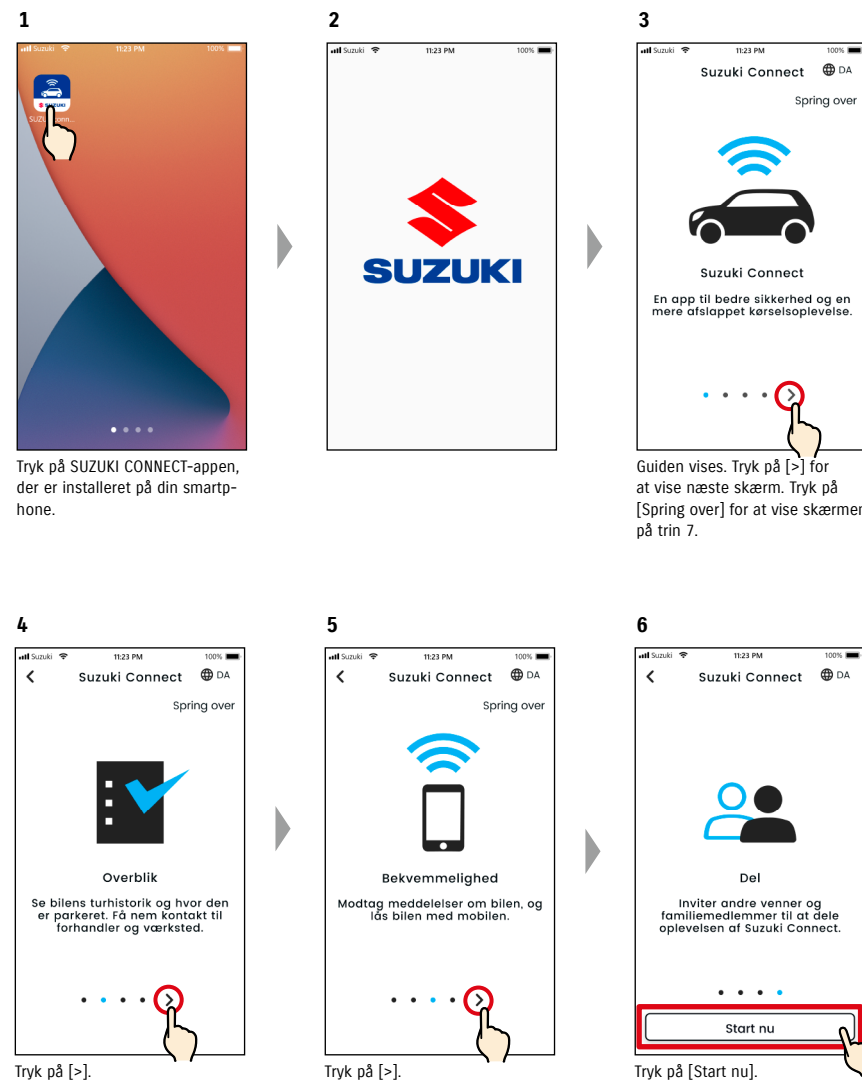 1
Suzuki 11:23 PM 100%
SUZUKI
Tryk på SUZUKI CONNECT-appen,
der er installeret på din smartp-
hone.
2
Suzuki 11:23 PM 100%
SUZUKI
3
Suzuki 11:23 PM 100%
Suzuki Connect DA
Spring over
Suzuki Connect
En app til bedre sikkerhed og en
mere afslappet kørselsoplevelse.
>
Guiden vises. Tryk på [>] for
at vise næste skærm. Tryk på
[Spring over] for at vise skærmen
på trin 7.
4
Suzuki 11:23 PM 100%
< Suzuki Connect DA
Spring over
Overblik
Se bilens turhistorik og hvor den
er parkeret. Få nem kontakt til
forhandler og værksted.
>
Tryk på [>].
5
Suzuki 11:23 PM 100%
< Suzuki Connect DA
Spring over
Bekvemmelighed
Modtag meddelelser om bilen, og
lås bilen med mobilen.
>
Tryk på [>].
6
Suzuki 11:23 PM 100%
< Suzuki Connect DA
Del
Inviter andre venner og
familiemedlemmer til at dele
oplevelsen af Suzuki Connect.
Start nu
Tryk på [Start nu].